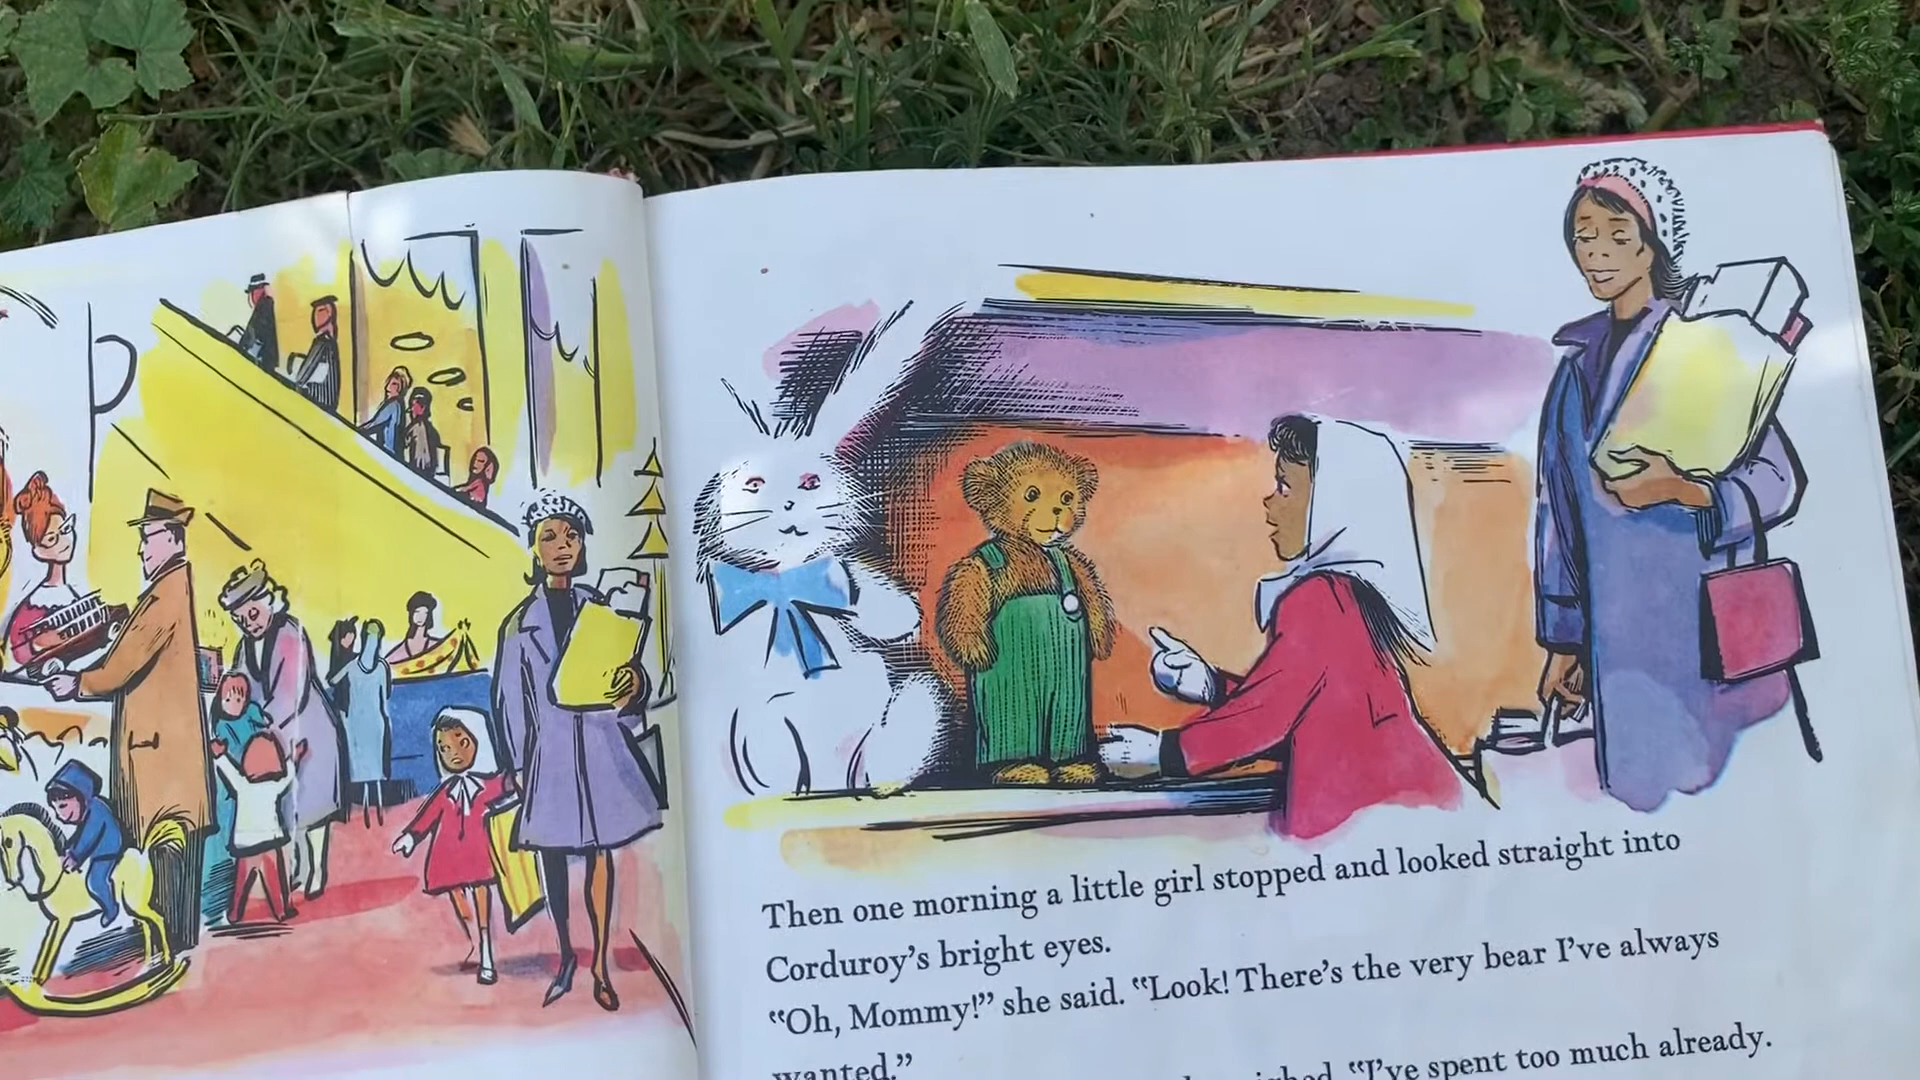 Then one morning a little girl stopped and looked straight into
Corduroy's bright eyes.
“Oh, Mommy!” she said. “Look! There's the very bear I've always
wanted.”
“I've spent too much already.